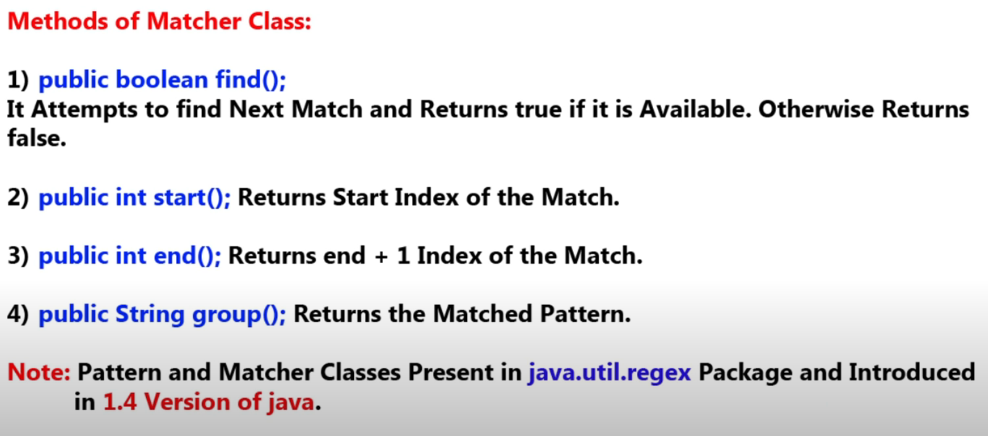 Methods of Matcher Class:
1) public boolean find();
It Attempts to find Next Match and Returns true if it is Available. Otherwise Returns
false.
2) public int start(); Returns Start Index of the Match.
3) public int end(); Returns end + 1 Index of the Match.
4) public String group(); Returns the Matched Pattern.
Note: Pattern and Matcher Classes Present in java.util.regex Package and Introduced
in 1.4 Version of java.